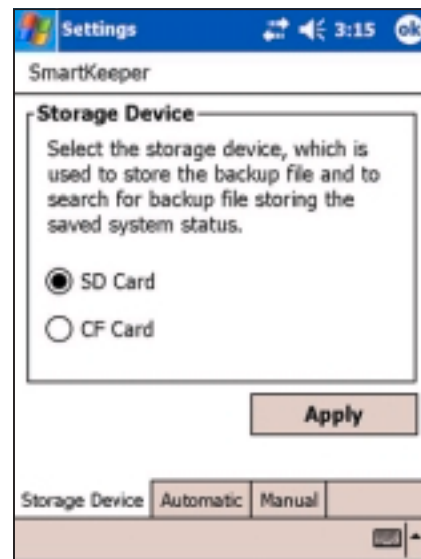 Settings 3:15 ok
SmartKeeper
Storage Device
Select the storage device, which is
used to store the backup file and to
search for backup file storing the
saved system status.
SD Card
CF Card
Apply
Storage Device Automatic Manual